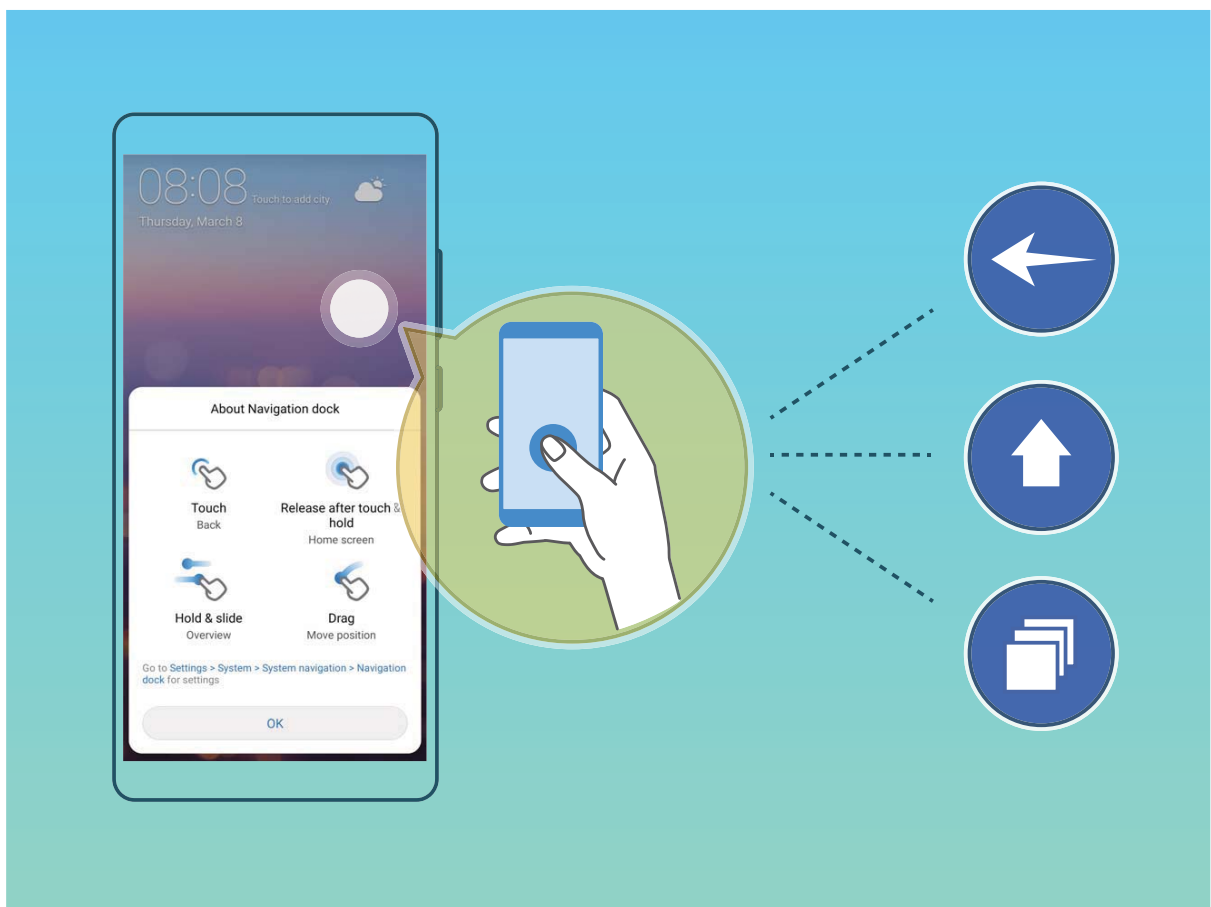 08:08 Touch to add city
Thursday, March 8
About Navigation dock
Touch
Back
Release after touch &
hold
Home screen
Hold & slide
Overview
Drag
Move position
Go to Settings > System > System navigation > Navigation
dock for settings
OK